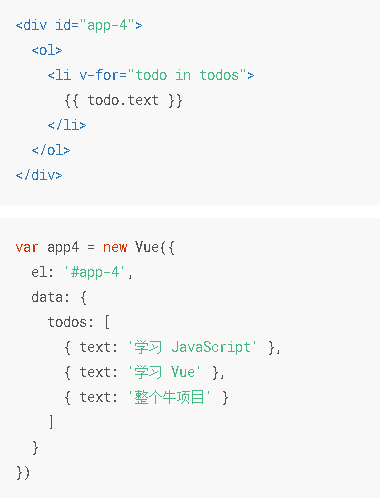 <div id="app-4">
  <ol>
    <li v-for="todo in todos">
      {{ todo.text }}
    </li>
  </ol>
</div>
var app4 = new Vue({
  el: '#app-4',
  data: {
    todos: [
      { text: '学习 JavaScript' },
      { text: '学习 Vue' },
      { text: '整个牛项目' }
    ]
  }
})